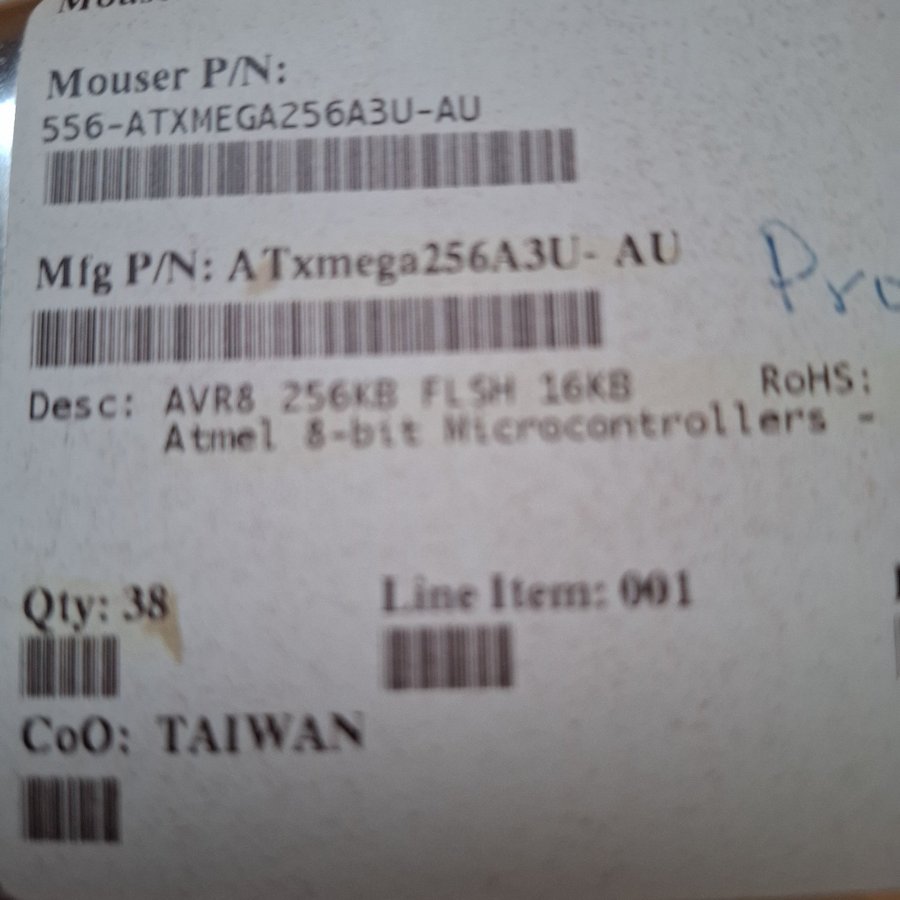 Mouser P/N:
556-ATXMEGA256A3U-AU
Mfg P/N: ATxmega256A3U- AU
Pro
Desc: AVR8 256KB FLSH 16KB RoHS:
Atmel 8-bit Microcontrollers -
Qty: 38
Line Item: 001
CoO: TAIWAN